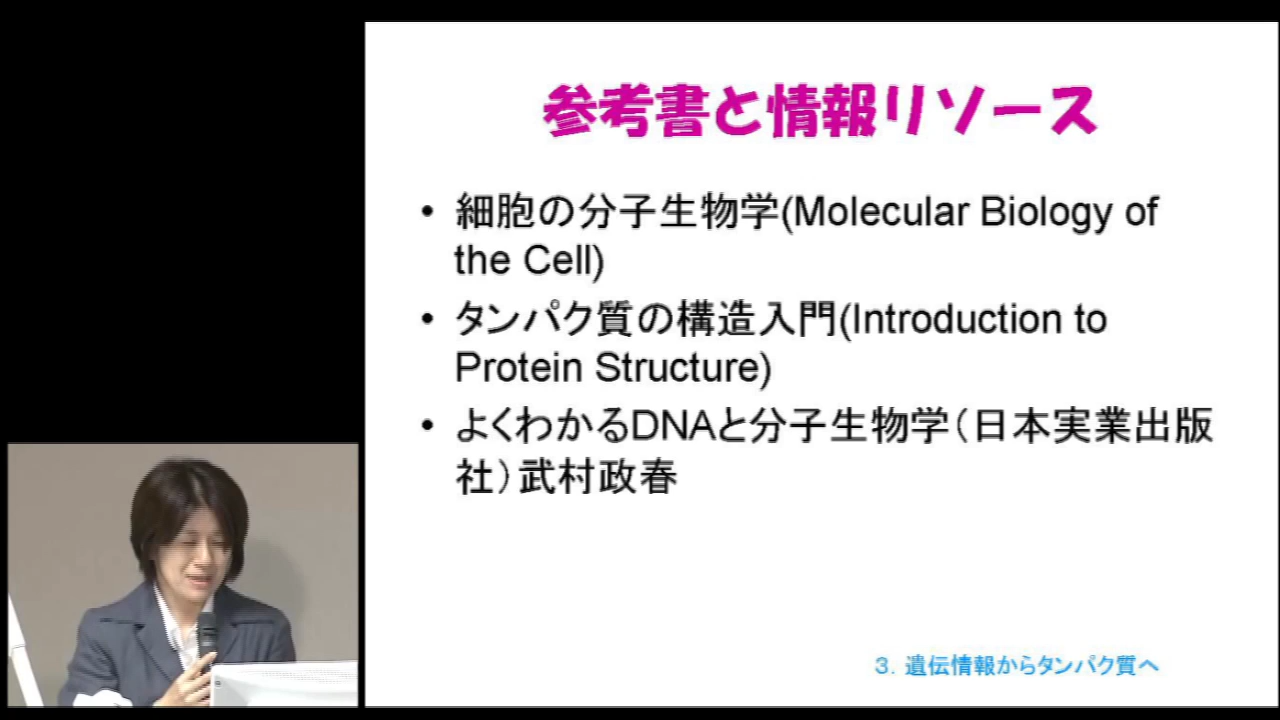 参考書と情報リソース
• 細胞の分子生物学(Molecular Biology of
the Cell)
• タンパク質の構造入門(Introduction to
Protein Structure)
• よくわかるDNAと分子生物学（日本実業出版
社）武村政春
3．遺伝情報からタンパク質へ